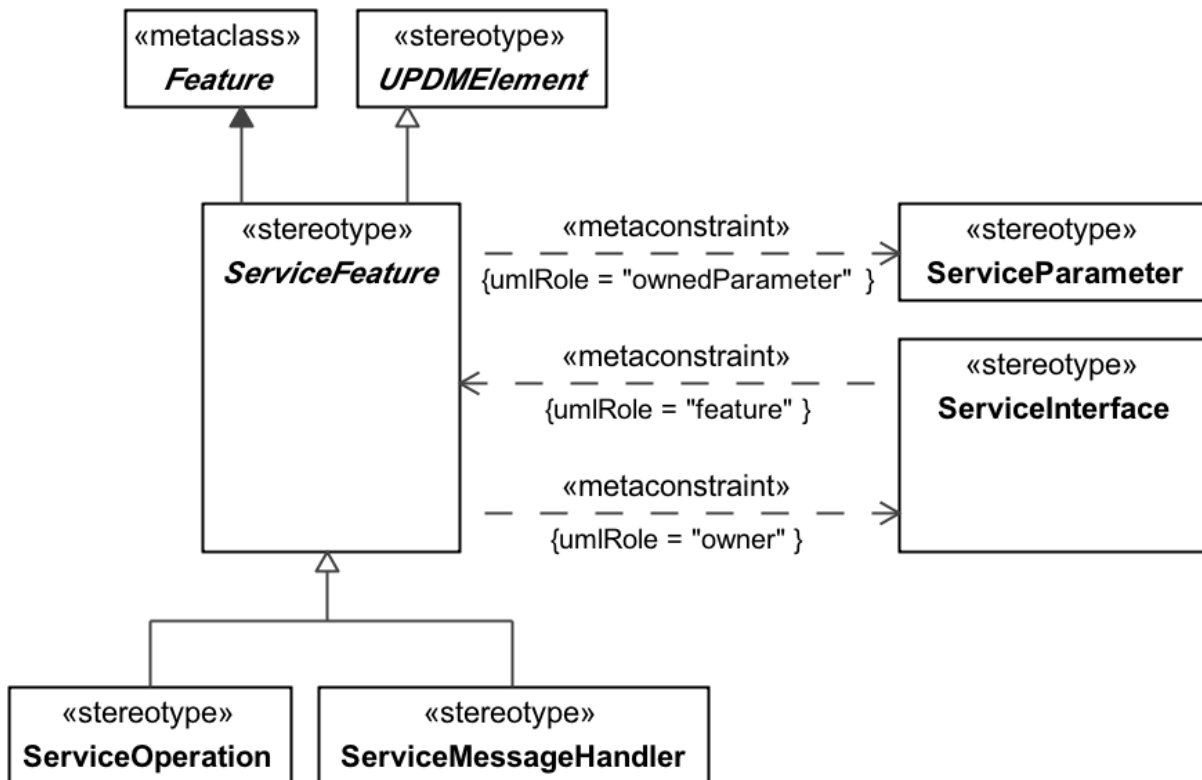 «metaclass»
Feature
«stereotype»
UPDMElement
«stereotype»
ServiceFeature
«metaconstraint»
{umlRole = "ownedParameter" }
«stereotype»
ServiceParameter
«metaconstraint»
{umlRole = "feature" }
«stereotype»
ServiceInterface
«metaconstraint»
{umlRole = "owner" }
«stereotype»
ServiceOperation
«stereotype»
ServiceMessageHandler